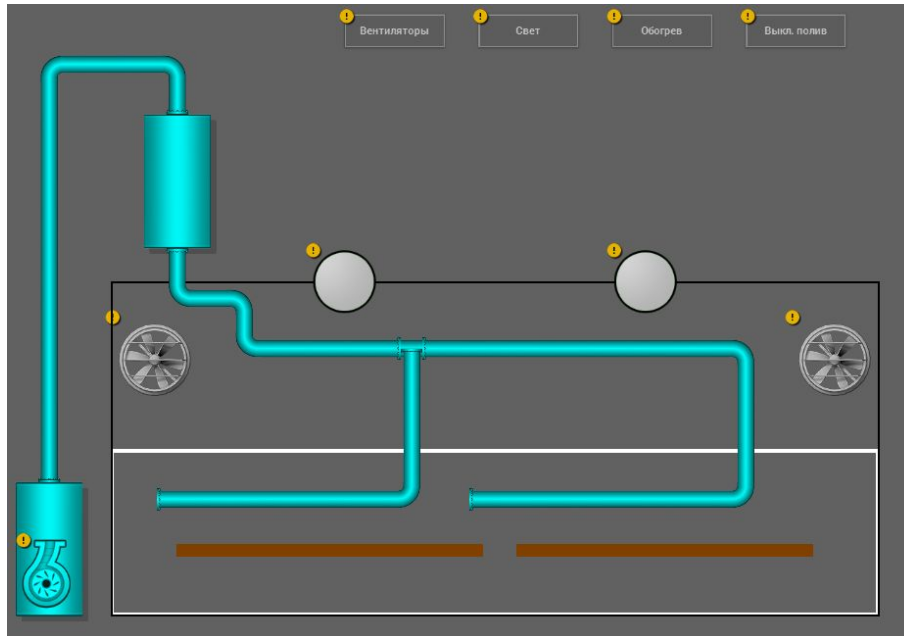 Вентиляторы
Свет
Обогрев
Выкл. полив